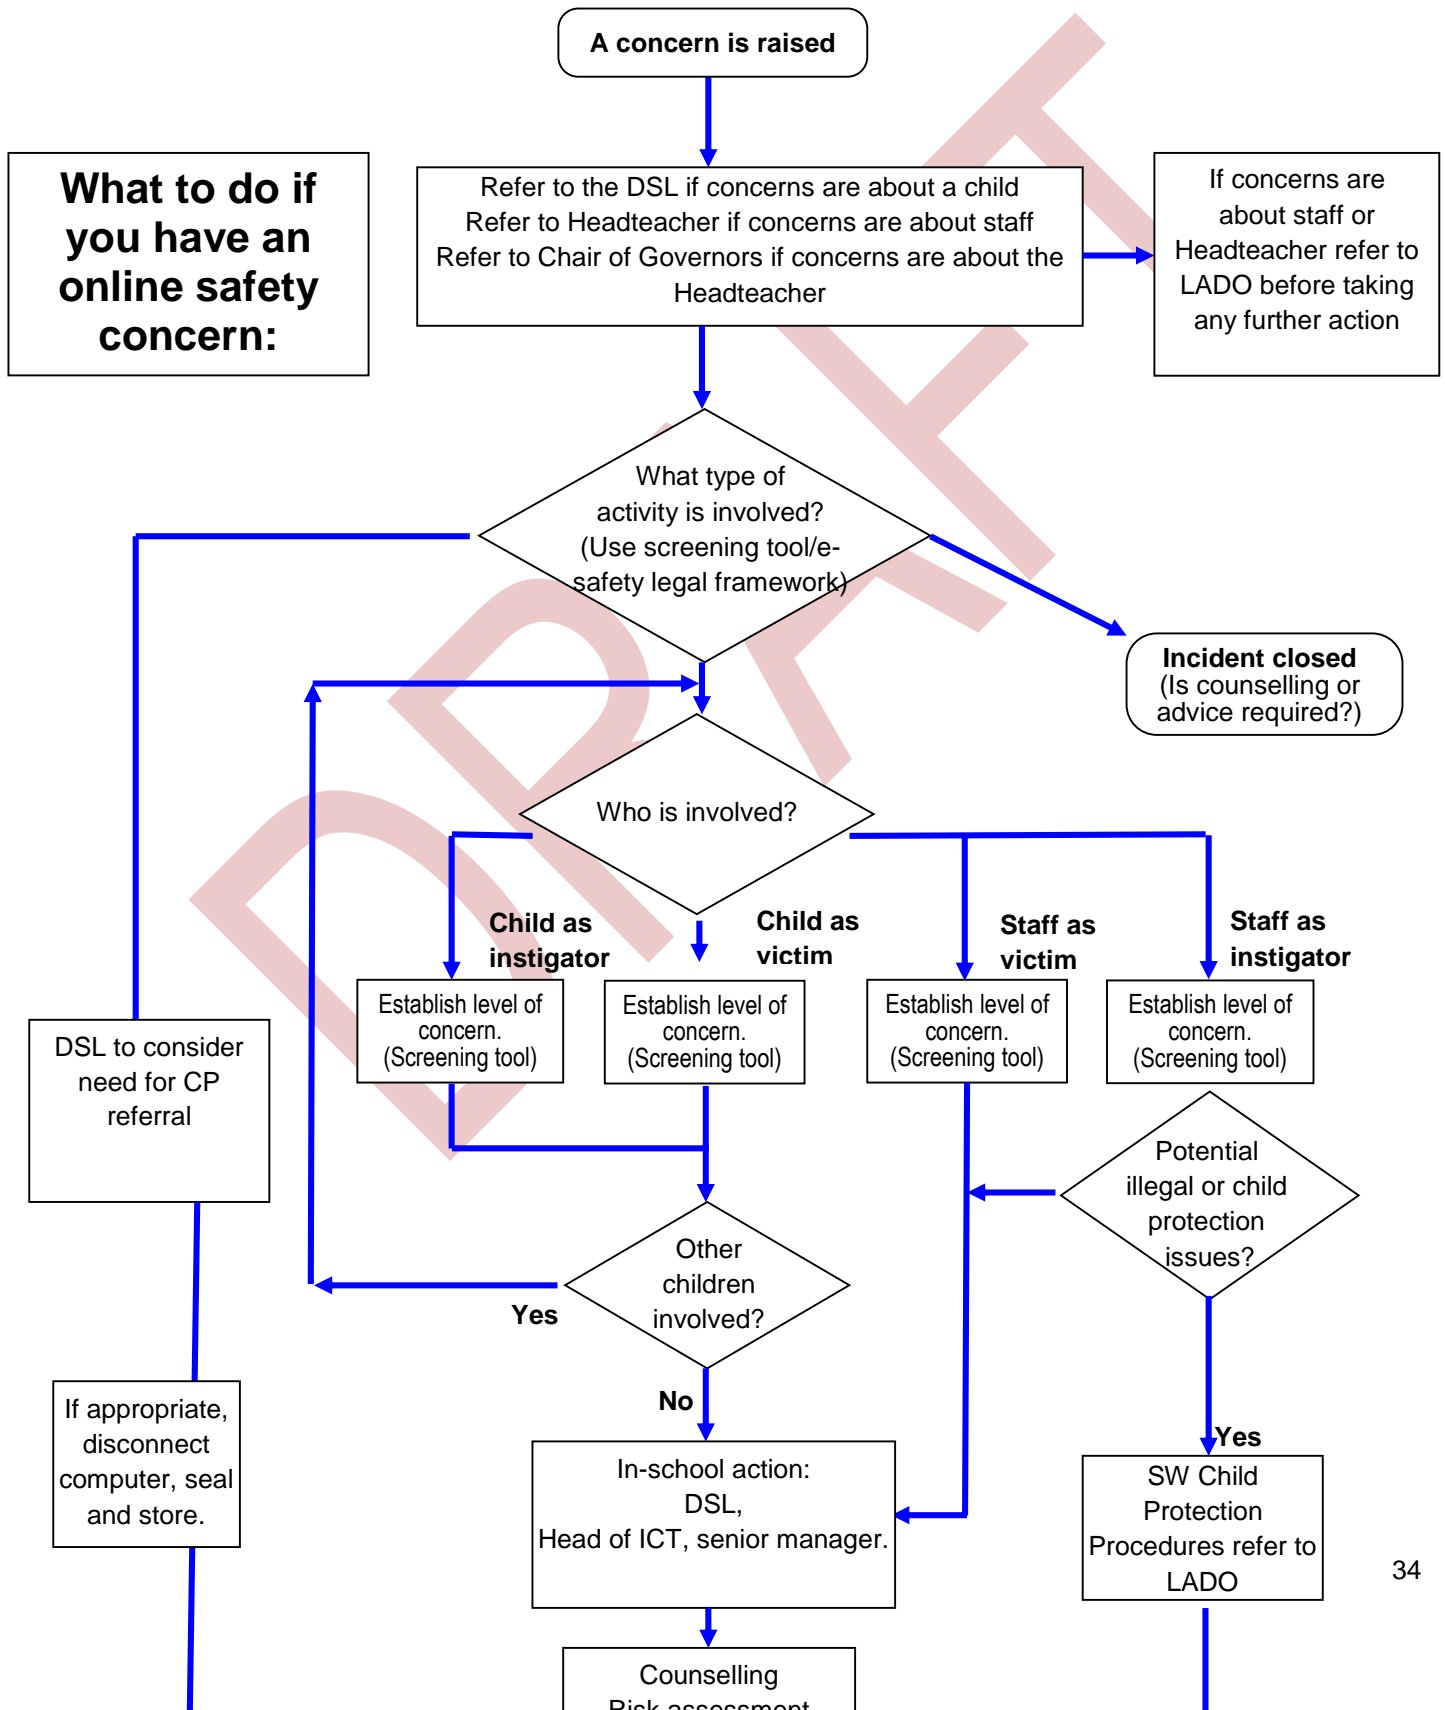 A concern is raised
What to do if
you have an
online safety
concern:
Refer to the DSL if concerns are about a child
Refer to Headteacher if concerns are about staff
Refer to Chair of Governors if concerns are about the
Headteacher
If concerns are
about staff or
Headteacher refer to
LADO before taking
any further action
What type of
activity is involved?
(Use screening tool/e-
safety legal framework)
Incident closed
(Is counselling or
advice required?)
Who is involved?
Child as
instigator
Child as
victim
Staff as
victim
Staff as
instigator
Establish level of
concern.
(Screening tool)
Establish level of
concern.
(Screening tool)
Establish level of
concern.
(Screening tool)
Establish level of
concern.
(Screening tool)
DSL to consider
need for CP
referral
Potential
illegal or child
protection
issues?
Other
children
involved?
Yes
No
If appropriate,
disconnect
computer, seal
and store.
In-school action:
DSL,
Head of ICT, senior manager.
Yes
SW Child
Protection
Procedures refer to
LADO
34
Counselling
Risk assessment
DRAFT